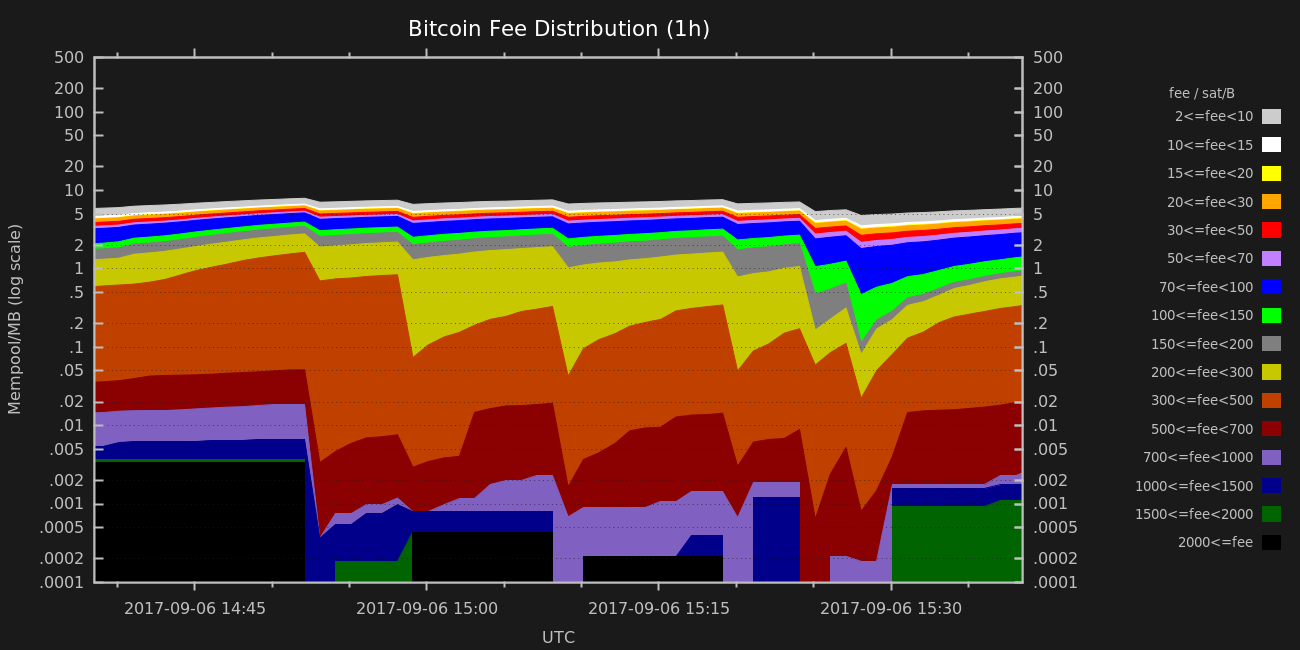 Bitcoin Fee Distribution (1h)
500
200
100
50
20
10
5
2
1
.5
.2
.1
.05
.02
.01
.005
.002
.001
.0005
.0002
.0001
Mempool/MB (log scale)
500
200
100
50
20
10
5
2
1
.5
.2
.1
.05
.02
.01
.005
.002
.001
.0005
.0002
.0001
2017-09-06 14:45
2017-09-06 15:00
2017-09-06 15:15
2017-09-06 15:30
UTC
fee / sat/B
2<=fee<10
10<=fee<15
15<=fee<20
20<=fee<30
30<=fee<50
50<=fee<70
70<=fee<100
100<=fee<150
150<=fee<200
200<=fee<300
300<=fee<500
500<=fee<700
700<=fee<1000
1000<=fee<1500
1500<=fee<2000
2000<=fee